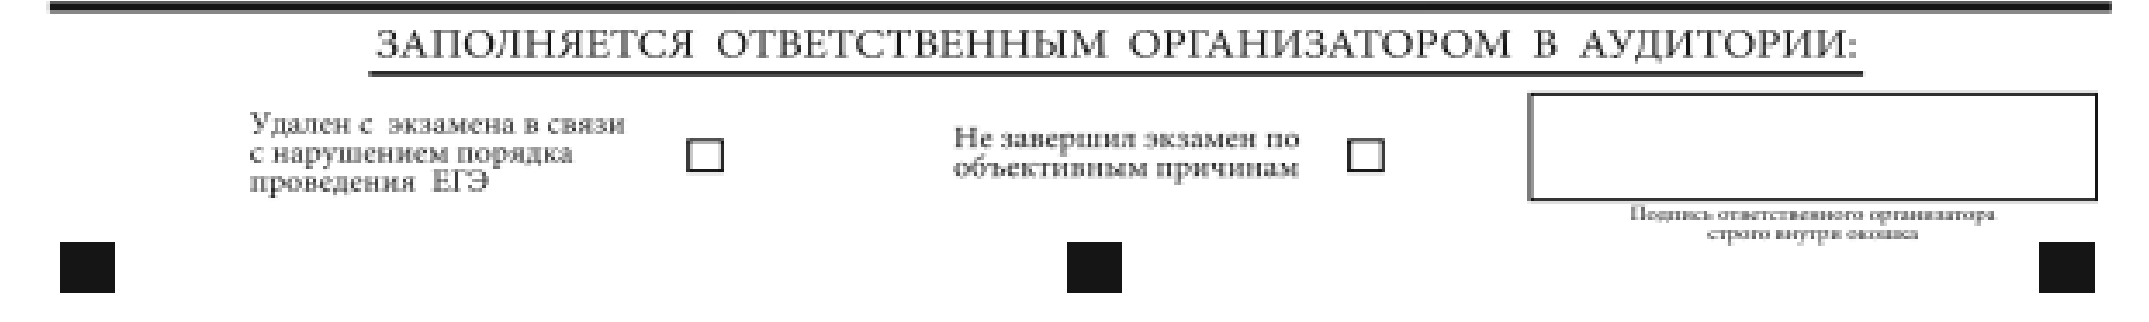 ЗАПОЛНЯЕТСЯ ОТВЕТСТВЕННЫМ ОРГАНИЗАТОРОМ В АУДИТОРИИ:
Удален с экзамена в связи
с нарушением порядка
проведения ЕГЭ
Не завершил экзамен по
объективным причинам
Подпись ответственного организатора
строго внутри окошка